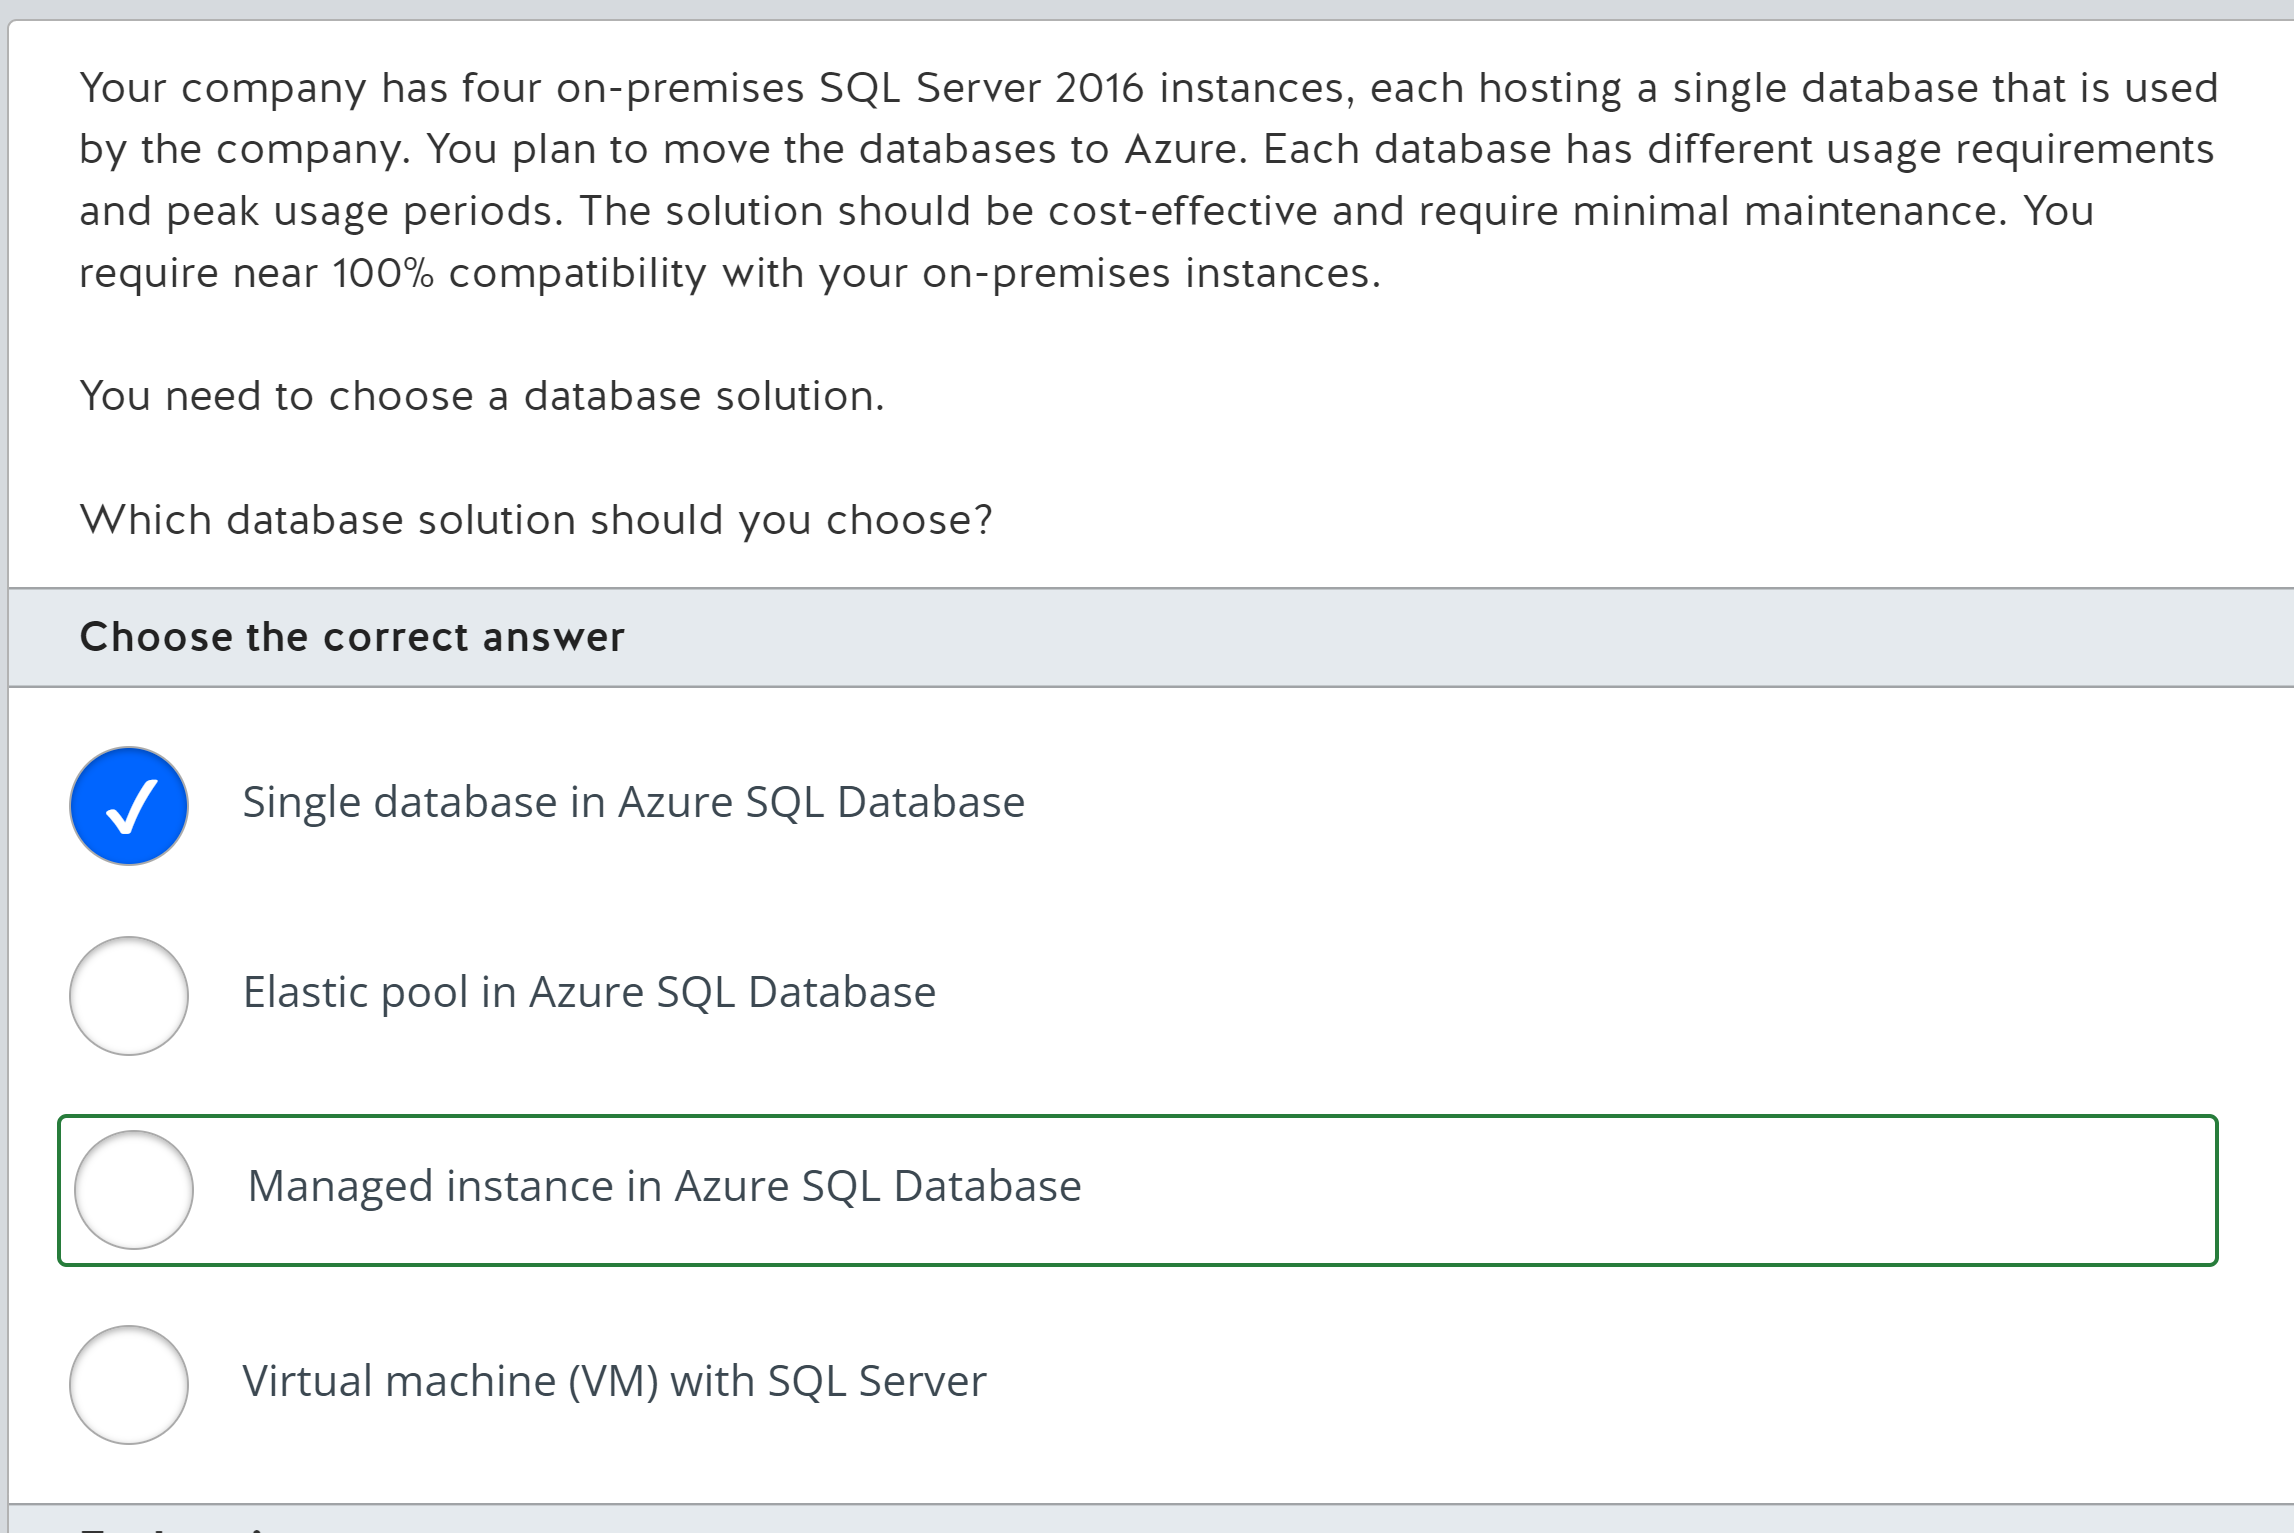 Your company has four on-premises SQL Server 2016 instances, each hosting a single database that is used
by the company. You plan to move the databases to Azure. Each database has different usage requirements
and peak usage periods. The solution should be cost-effective and require minimal maintenance. You
require near 100% compatibility with your on-premises instances.
You need to choose a database solution.
Which database solution should you choose?
Choose the correct answer
Single database in Azure SQL Database
Elastic pool in Azure SQL Database
Managed instance in Azure SQL Database
Virtual machine (VM) with SQL Server